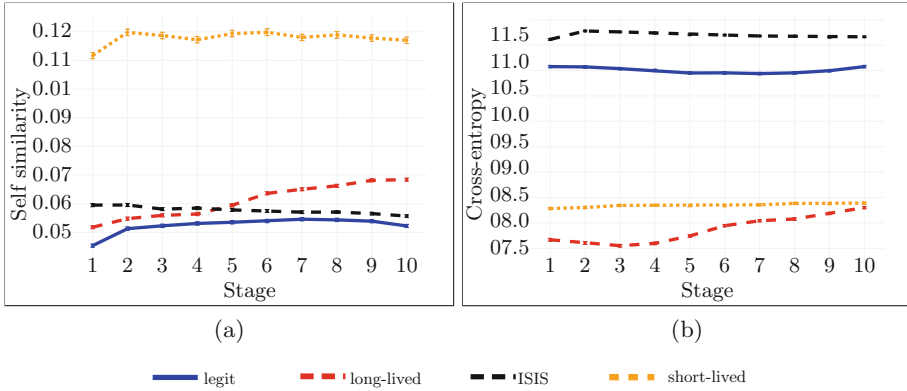 0.12
0.11
0.01
0.09
0.08
0.07
0.06
0.05
Self similarity
1 2 3 4 5 6 7 8 9 10
Stage
(a)
11.5
11.0
10.5
10.0
09.5
09.0
08.5
08.0
07.5
Cross-entropy
1 2 3 4 5 6 7 8 9 10
Stage
(b)
legit long-lived ISIS short-lived